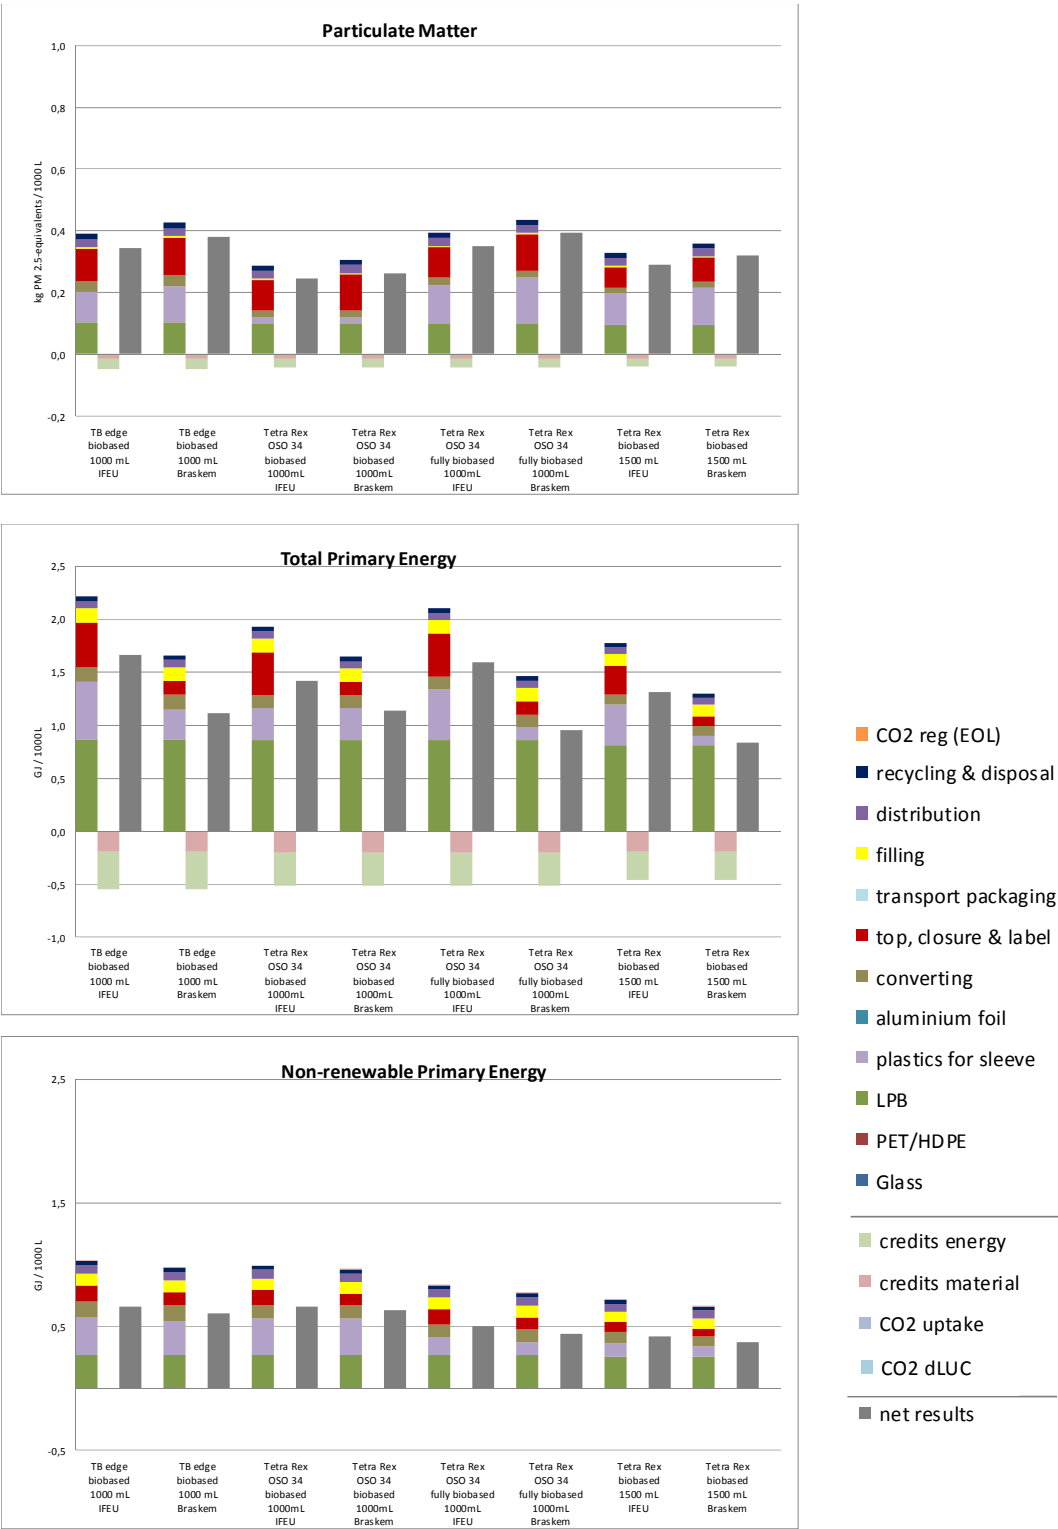 Particulate Matter
kg PM 2.5-equivalents / 1000 L
1,0
0,8
0,6
0,4
0,2
0,0
-0,2
TB edge biobased 1000 mL IFEU
TB edge biobased 1000 mL Braskem
Tetra Rex OSO 34 biobased 1000mL IFEU
Tetra Rex OSO 34 biobased 1000mL Braskem
Tetra Rex OSO 34 fully biobased 1000mL IFEU
Tetra Rex OSO 34 fully biobased 1000mL Braskem
Tetra Rex biobased 1500 mL IFEU
Tetra Rex biobased 1500 mL Braskem
Total Primary Energy
GJ / 1000L
2,5
2,0
1,5
1,0
0,5
0,0
-0,5
-1,0
TB edge biobased 1000 mL IFEU
TB edge biobased 1000 mL Braskem
Tetra Rex OSO 34 biobased 1000mL IFEU
Tetra Rex OSO 34 biobased 1000mL Braskem
Tetra Rex OSO 34 fully biobased 1000mL IFEU
Tetra Rex OSO 34 fully biobased 1000mL Braskem
Tetra Rex biobased 1500 mL IFEU
Tetra Rex biobased 1500 mL Braskem
Non-renewable Primary Energy
GJ / 1000 L
2,5
1,5
0,5
-0,5
TB edge biobased 1000 mL IFEU
TB edge biobased 1000 mL Braskem
Tetra Rex OSO 34 biobased 1000mL IFEU
Tetra Rex OSO 34 biobased 1000mL Braskem
Tetra Rex OSO 34 fully biobased 1000mL IFEU
Tetra Rex OSO 34 fully biobased 1000mL Braskem
Tetra Rex biobased 1500 mL IFEU
Tetra Rex biobased 1500 mL Braskem
CO2 reg (EOL)
recycling & disposal
distribution
filling
transport packaging
top, closure & label
converting
aluminium foil
plastics for sleeve
LPB
PET/HDPE
Glass
credits energy
credits material
CO2 uptake
CO2 dLUC
net results